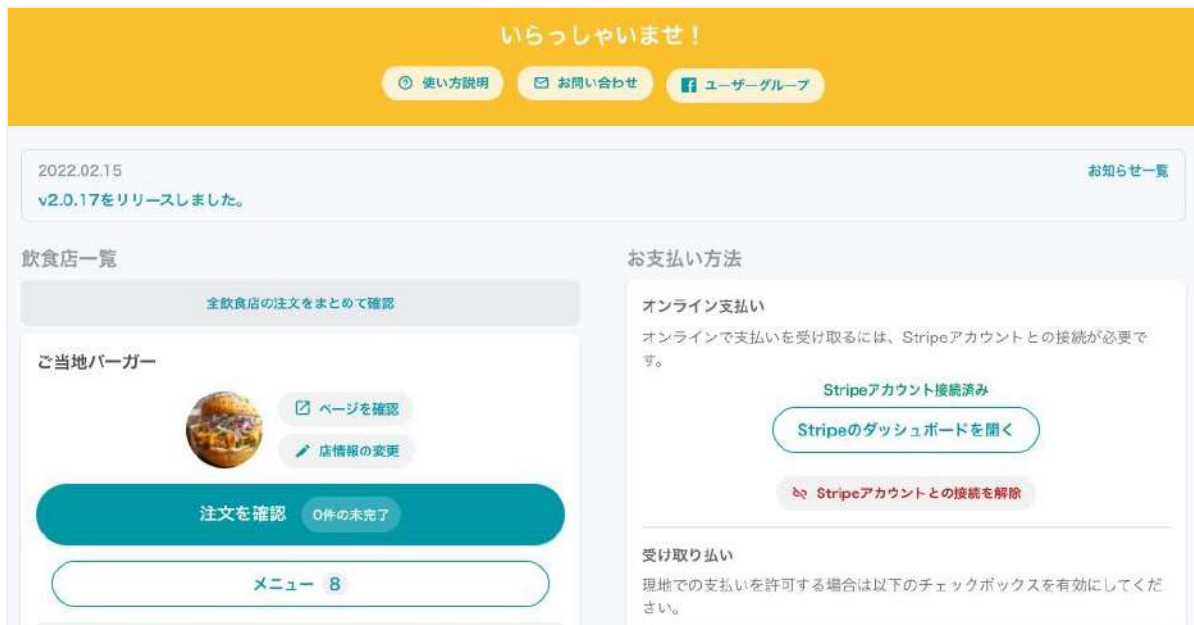 いらっしゃいませ！
使い方説明
お問い合わせ
ユーザーグループ
2022.02.15
お知らせ一覧
v2.0.17をリリースしました。
飲食店一覧
全飲食店の注文をまとめて確認
ご当地バーガー
ページを確認
店情報の変更
注文を確認 0件の未完了
メニュー 8
お支払い方法
オンライン支払い
オンラインで支払いを受け取るには、Stripeアカウントとの接続が必要で
す。
Stripeアカウント接続済み
Stripeのダッシュボードを開く
Stripeアカウントとの接続を解除
受け取り払い
現地での支払いを許可する場合は以下のチェックボックスを有効にしてくだ
さい。